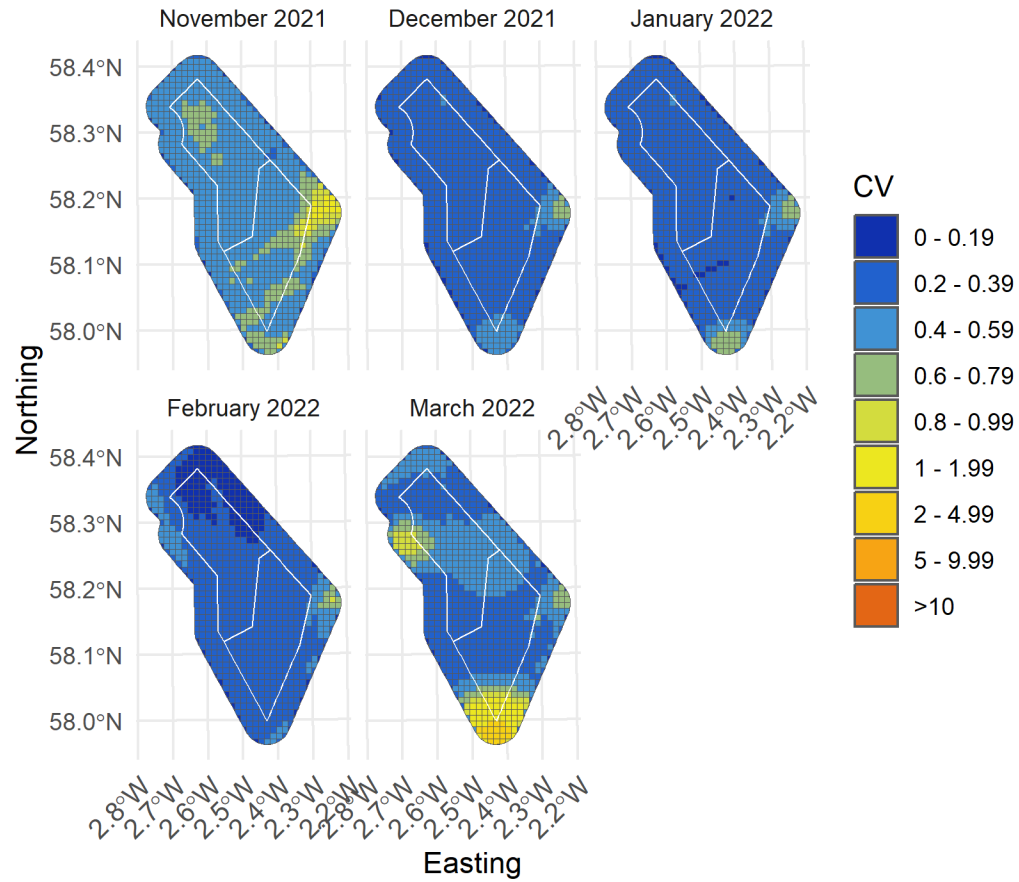 November 2021
December 2021
January 2022
58.4°N
58.3°N
58.2°N
58.1°N
58.0°N
2.8°W
2.7°W
2.6°W
2.5°W
2.4°W
2.3°W
2.2°W
February 2022
March 2022
58.4°N
58.3°N
58.2°N
58.1°N
58.0°N
2.8°W
2.7°W
2.6°W
2.5°W
2.4°W
2.3°W
2.2°W
2.8°W
2.7°W
2.6°W
2.5°W
2.4°W
2.3°W
2.2°W
Northing
Easting
CV
0 - 0.19
0.2 - 0.39
0.4 - 0.59
0.6 - 0.79
0.8 - 0.99
1 - 1.99
2 - 4.99
5 - 9.99
>10